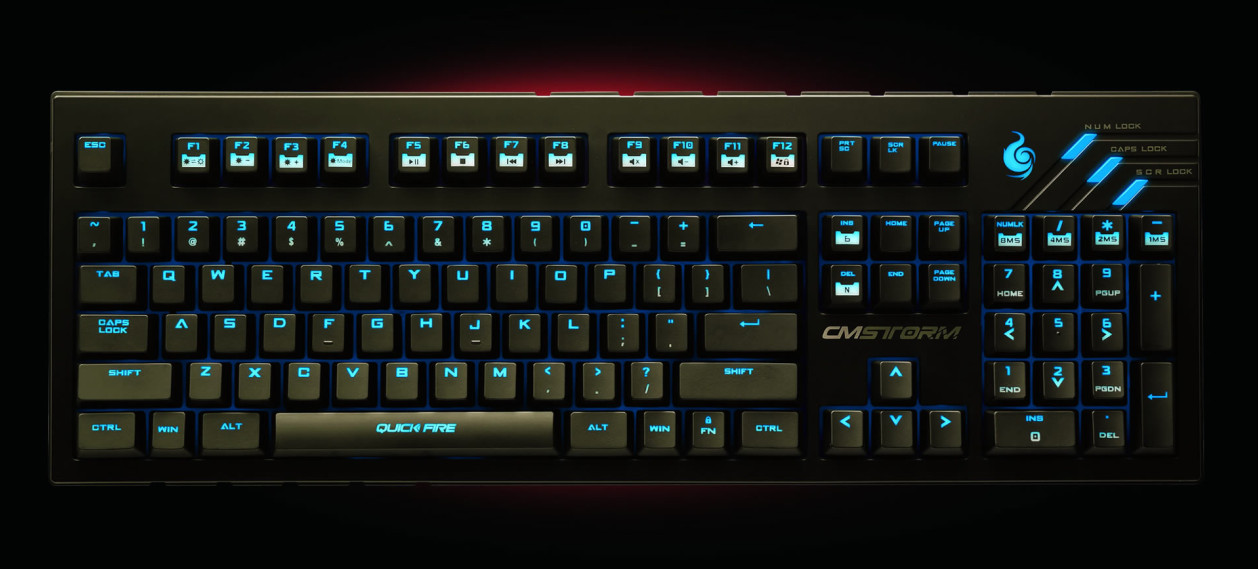 NUM LOCK
CAPS LOCK
SCR LOCK
ESC F1 F2 F3 F4 F5 F6 F7 F8 F9 F10 F11 F12 PRT SC SCR LK PAUSE
~ 1 2 3 4 5 6 7 8 9 0 - + ← INS HOME PAGE UP NUMLK / * -
, ! @ # $ % ^ & * ( ) _ = 6 8MS 4MS 2MS 1MS
TAB Q W E R T Y U I O P { } | DEL END PAGE DOWN 7 8 9 +
[ ] \ N HOME ^ PGUP
CAPS LOCK A S D F G H J K L : " ↵ CMSTORM 4 5 6
; , < · >
SHIFT Z X C V B N M < > ? SHIFT ^ 1 2 3 ↵
, . / END v PGDN
CTRL WIN ALT QUICK FIRE ALT WIN FN CTRL < v > INS .
0 DEL